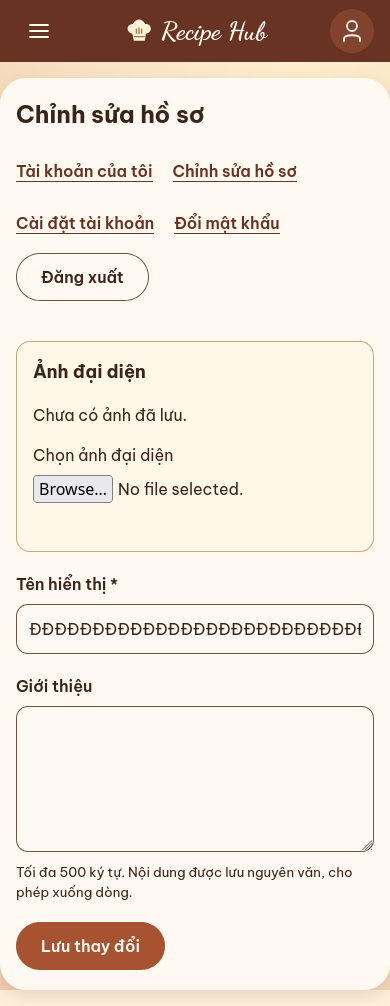 Recipe Hub
Chỉnh sửa hồ sơ
Tài khoản của tôi Chỉnh sửa hồ sơ
Cài đặt tài khoản Đổi mật khẩu
Đăng xuất
Ảnh đại diện
Chưa có ảnh đã lưu.
Chọn ảnh đại diện
Browse... No file selected.
Tên hiển thị *
ĐĐĐĐĐĐĐĐĐĐĐĐĐĐĐĐĐĐĐĐĐĐĐĐĐĐĐ
Giới thiệu
Tối đa 500 ký tự. Nội dung được lưu nguyên văn, cho
phép xuống dòng.
Lưu thay đổi